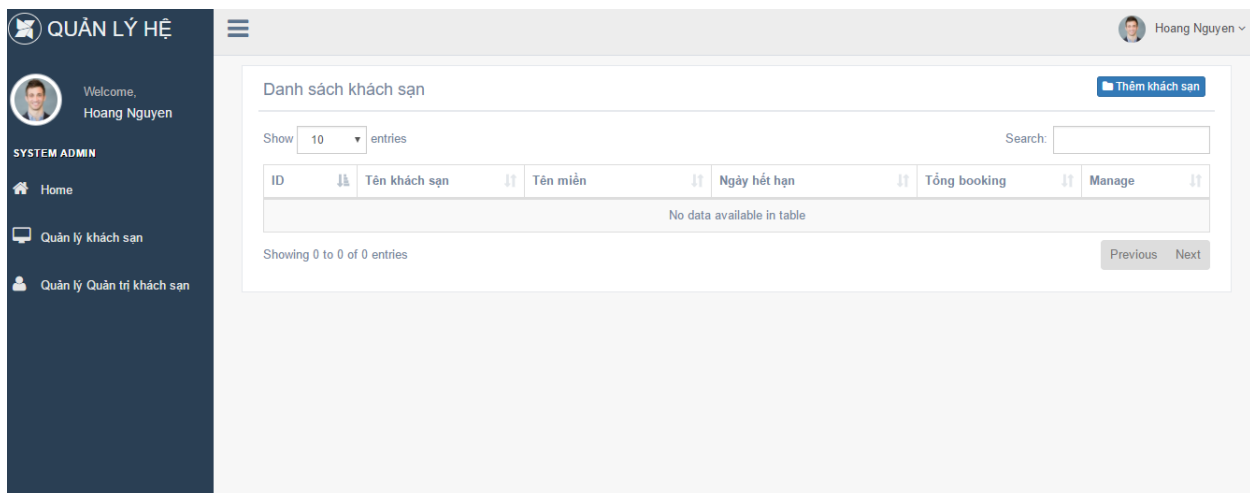 QUẢN LÝ HỆ
Hoang Nguyen
Welcome,
Hoang Nguyen
SYSTEM ADMIN
Home
Quản lý khách sạn
Quản lý Quản trị khách sạn
Danh sách khách sạn
Thêm khách sạn
Show 10 entries
Search:
ID Tên khách sạn Tên miền Ngày hết hạn Tổng booking Manage
No data available in table
Showing 0 to 0 of 0 entries
Previous Next